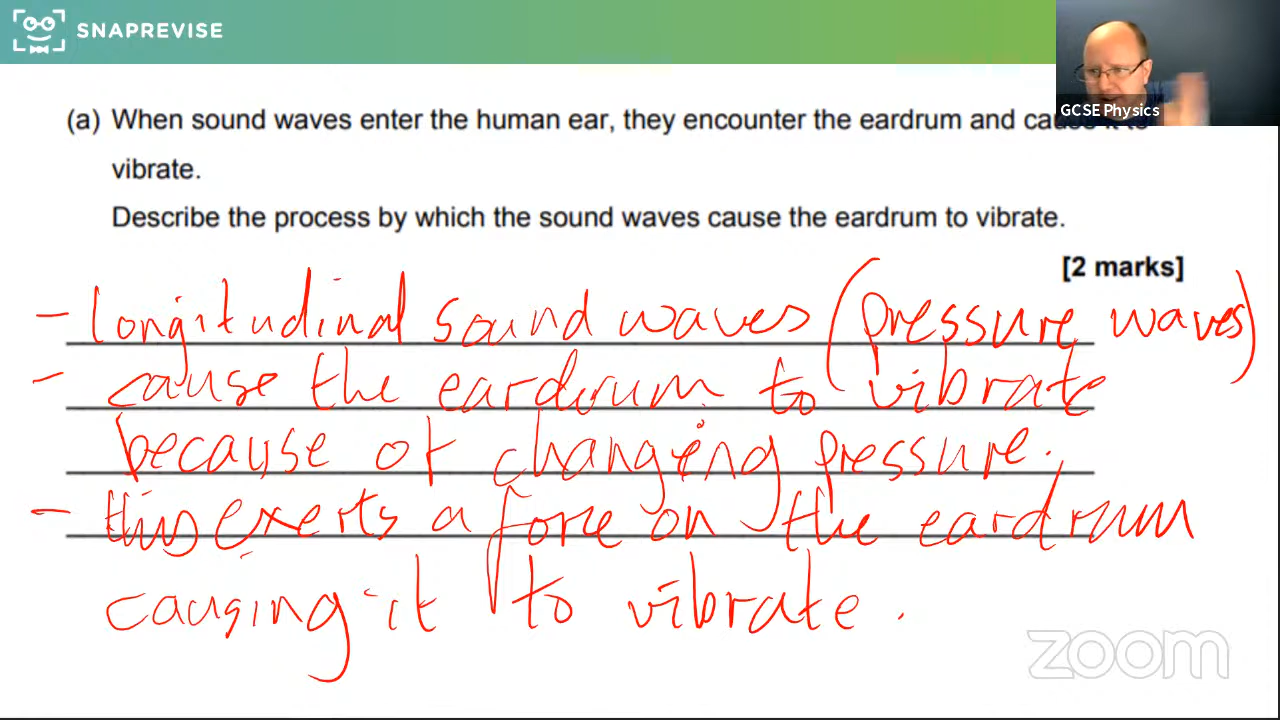 SNAPREVISE
GCSE Physics
(a) When sound waves enter the human ear, they encounter the eardrum and cause it to
vibrate.
Describe the process by which the sound waves cause the eardrum to vibrate.
[2 marks]
- longitudinal sound waves (pressure waves)
- cause the eardrum to vibrate
because of changeing pressure.
- this exerts a force on the eardrum
causing it to vibrate.
zoom